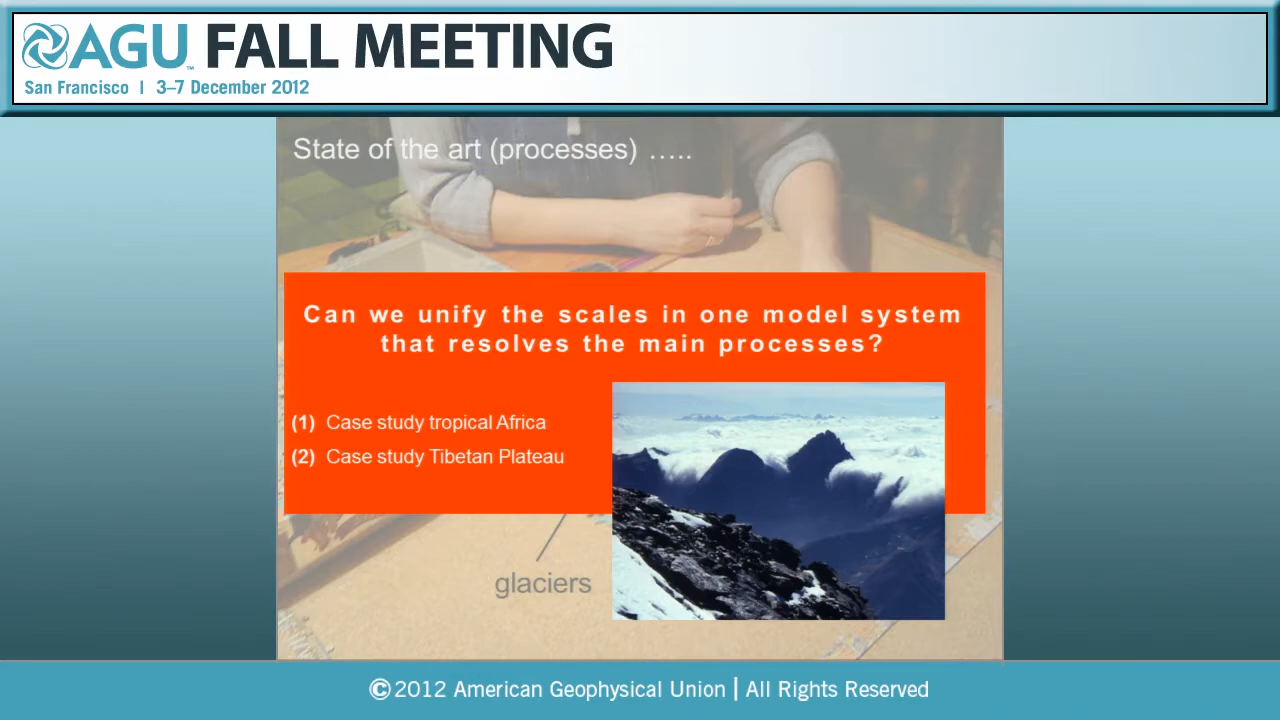 AGU™ FALL MEETING
San Francisco | 3–7 December 2012
State of the art (processes) …..
Can we unify the scales in one model system
that resolves the main processes?
(1) Case study tropical Africa
(2) Case study Tibetan Plateau
glaciers
©2012 American Geophysical Union | All Rights Reserved